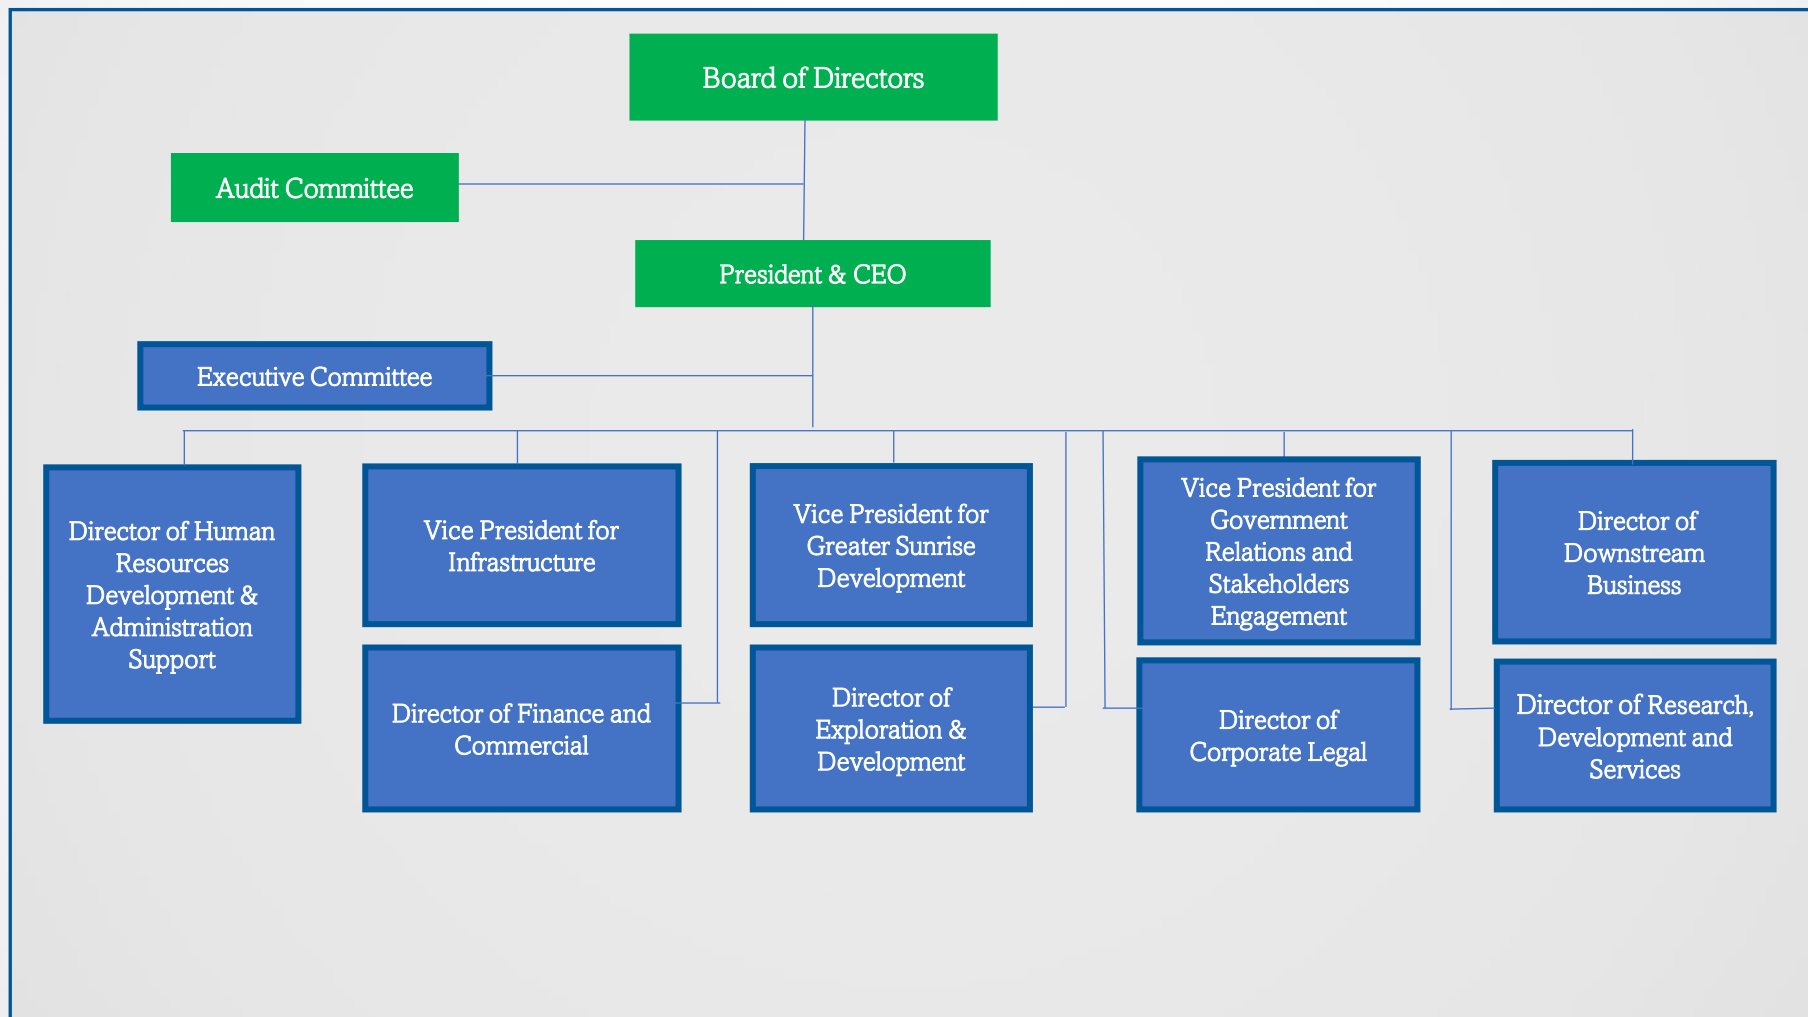 Board of Directors
Audit Committee
President & CEO
Executive Committee
Director of Human
Resources
Development &
Administration
Support
Vice President for
Infrastructure
Vice President for
Greater Sunrise
Development
Vice President for
Government
Relations and
Stakeholders
Engagement
Director of
Downstream
Business
Director of Finance and
Commercial
Director of
Exploration &
Development
Director of
Corporate Legal
Director of Research,
Development and
Services